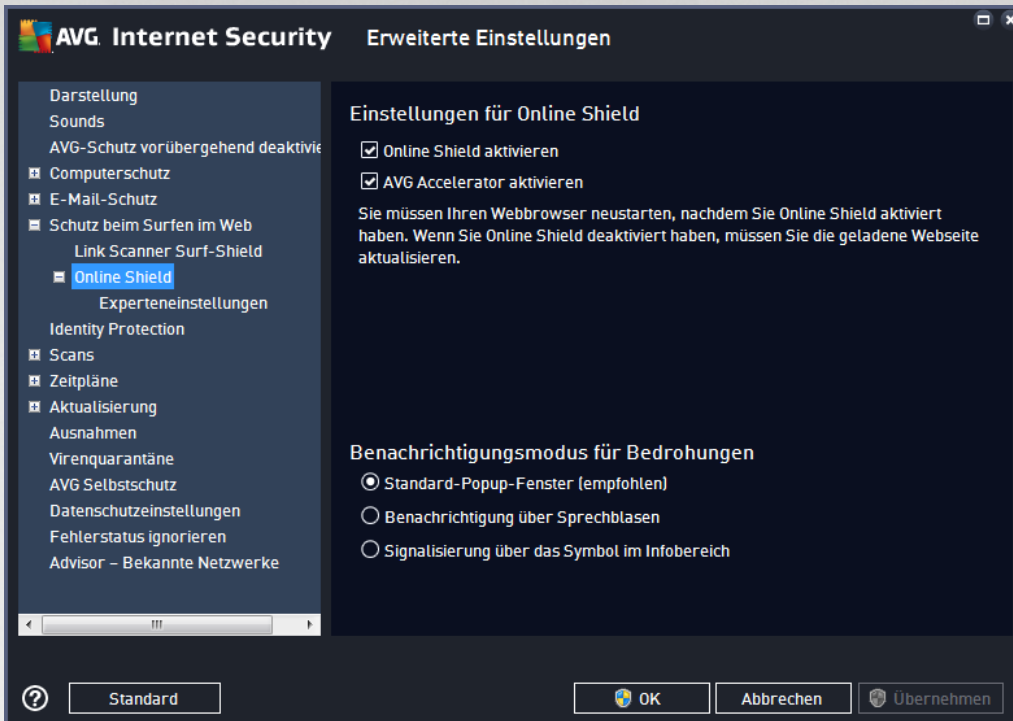 AVG. Internet Security Erweiterte Einstellungen
Darstellung
Sounds
AVG-Schutz vorübergehend deaktivie
Computerschutz
E-Mail-Schutz
Schutz beim Surfen im Web
Link Scanner Surf-Shield
Online Shield
Experteneinstellungen
Identity Protection
Scans
Zeitpläne
Aktualisierung
Ausnahmen
Virenquarantäne
AVG Selbstschutz
Datenschutzeinstellungen
Fehlerstatus ignorieren
Advisor – Bekannte Netzwerke
Einstellungen für Online Shield
Online Shield aktivieren
AVG Accelerator aktivieren
Sie müssen Ihren Webbrowser neustarten, nachdem Sie Online Shield aktiviert
haben. Wenn Sie Online Shield deaktiviert haben, müssen Sie die geladene Webseite
aktualisieren.
Benachrichtigungsmodus für Bedrohungen
Standard-Popup-Fenster (empfohlen)
Benachrichtigung über Sprechblasen
Signalisierung über das Symbol im Infobereich
? Standard OK Abbrechen Übernehmen